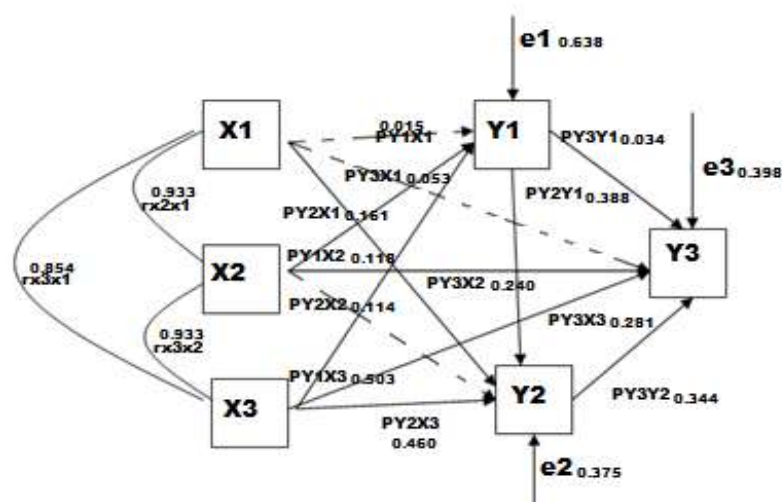 e1 0.638
X1
0.015
PY1X1
Y1
PY3Y1 0.034
PY3X1 0.053
e3 0.398
0.933
rx2x1
PY2X1 0.161
PY2Y1 0.388
X2
PY1X2 0.118
Y3
0.854
rx3x1
PY3X2 0.240
PY2X2 0.114
PY3X3 0.281
0.933
rx3x2
PY1X3 0.503
X3
Y2
PY3Y2 0.344
PY2X3
0.460
e2 0.375